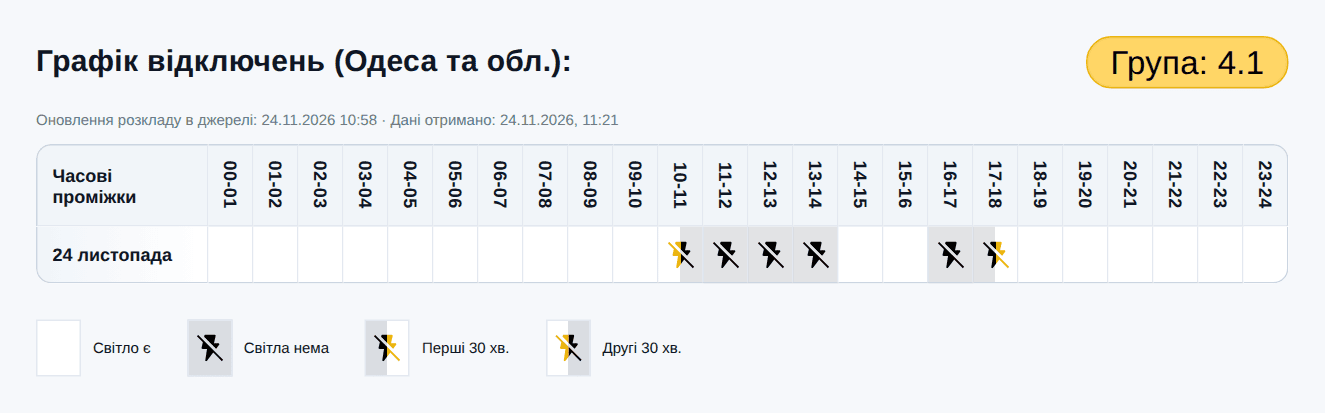 Графік відключень (Одеса та обл.):
Група: 4.1
Оновлення розкладу в джерелі: 24.11.2026 10:58 · Дані отримано: 24.11.2026, 11:21
Часові
проміжки
00-01
01-02
02-03
03-04
04-05
05-06
06-07
07-08
08-09
09-10
10-11
11-12
12-13
13-14
14-15
15-16
16-17
17-18
18-19
19-20
20-21
21-22
22-23
23-24
24 листопада
Світло є
Світла нема
Перші 30 хв.
Другі 30 хв.